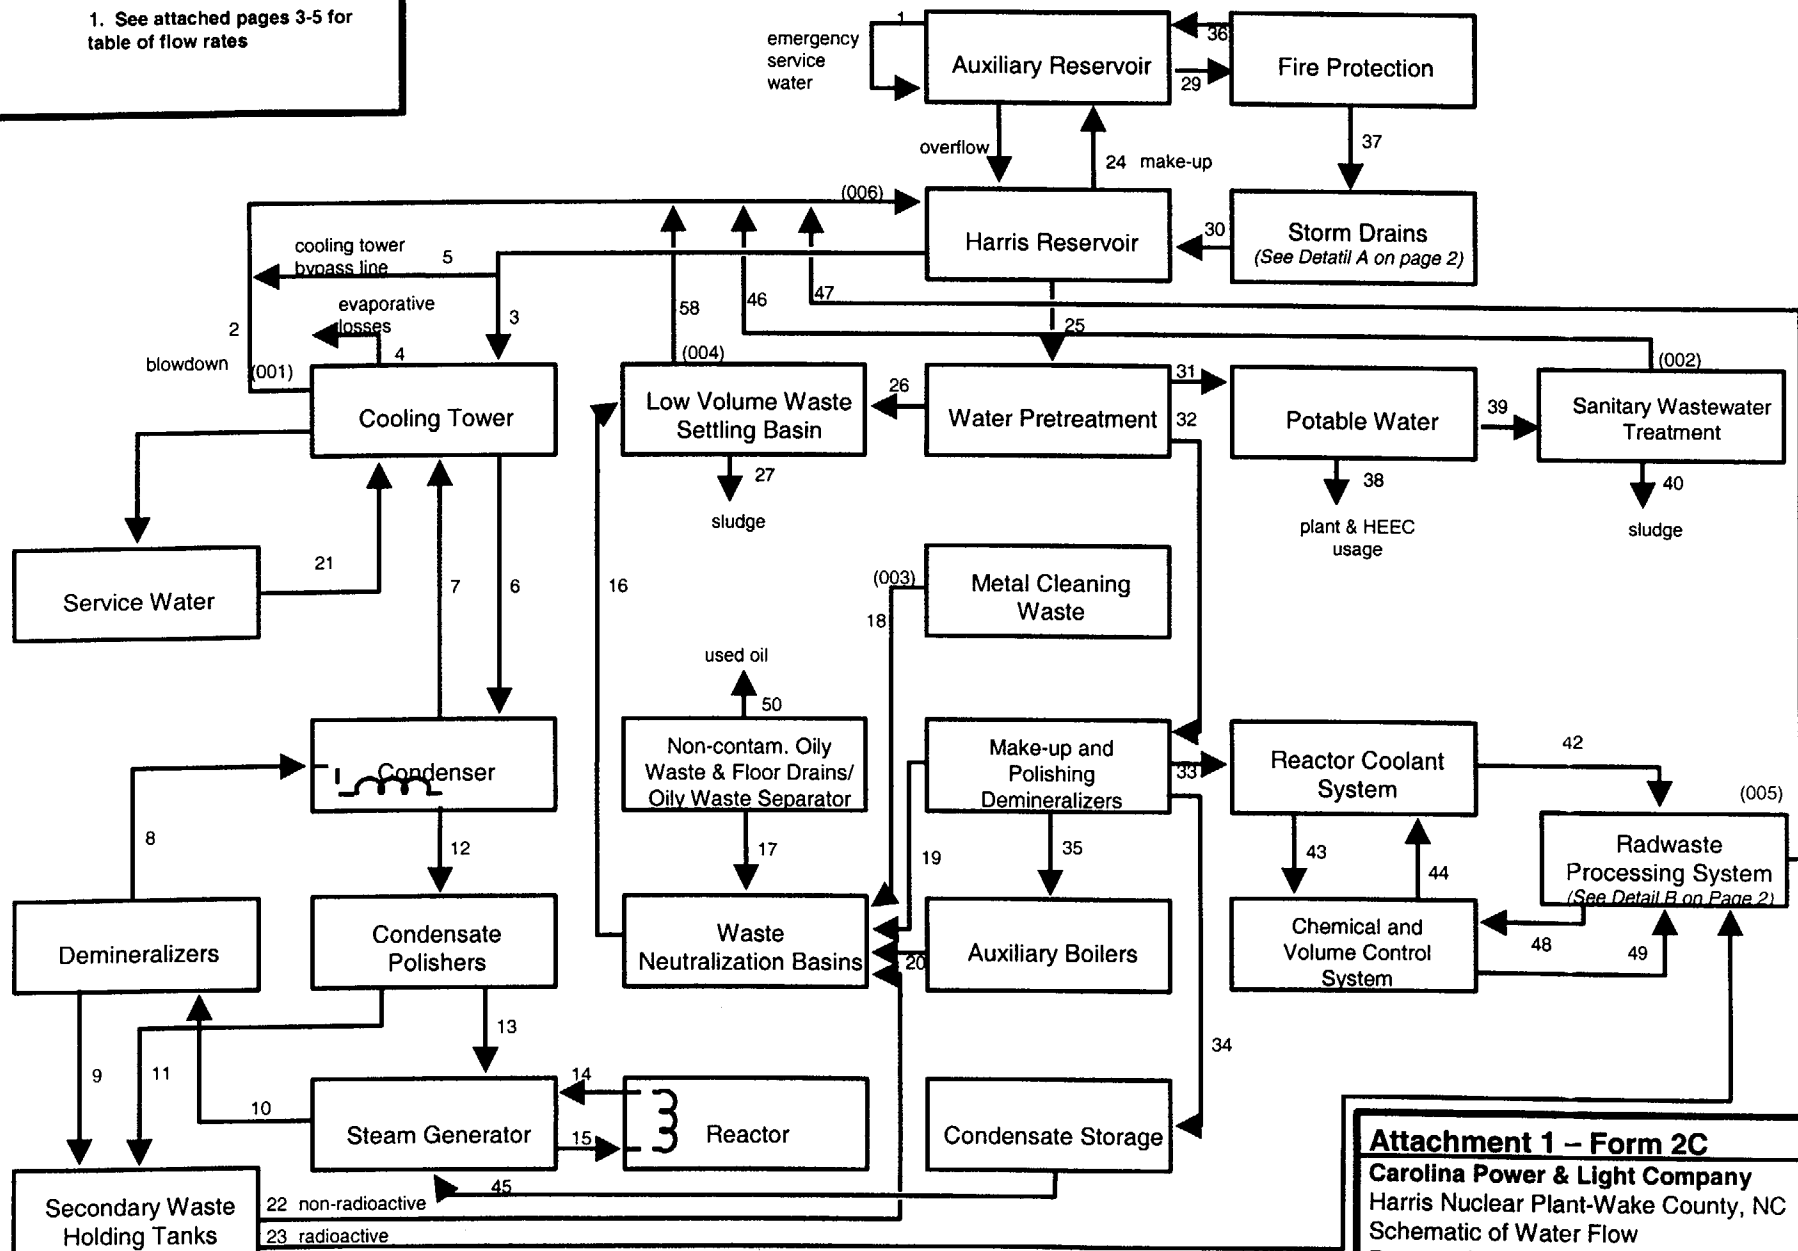 1. See attached pages 3-5 for
table of flow rates
1
emergency
service
water
Auxiliary Reservoir
36
29
Fire Protection
overflow
24 make-up
37
(006)
Harris Reservoir
30
Storm Drains
(See Detatil A on page 2)
cooling tower
bypass line
5
evaporative
losses
2
3
4
58
46
47
25
blowdown
(001)
(004)
(002)
Cooling Tower
Low Volume Waste
Settling Basin
26
Water Pretreatment
31
32
Potable Water
39
Sanitary Wastewater
Treatment
27
sludge
38
plant & HEEC
usage
40
sludge
Service Water
21
7
6
16
(003)
18
Metal Cleaning
Waste
used oil
50
Condenser
Non-contam. Oily
Waste & Floor Drains/
Oily Waste Separator
Make-up and
Polishing
Demineralizers
33
Reactor Coolant
System
42
(005)
8
12
17
19
35
43
44
Radwaste
Processing System
(See Detail B on Page 2)
Demineralizers
Condensate
Polishers
Waste
Neutralization Basins
20
Auxiliary Boilers
Chemical and
Volume Control
System
48
49
9
11
13
34
10
Steam Generator
14
15
Reactor
Condensate Storage
45
Secondary Waste
Holding Tanks
22 non-radioactive
23 radioactive
Attachment 1 – Form 2C
Carolina Power & Light Company
Harris Nuclear Plant-Wake County, NC
Schematic of Water Flow